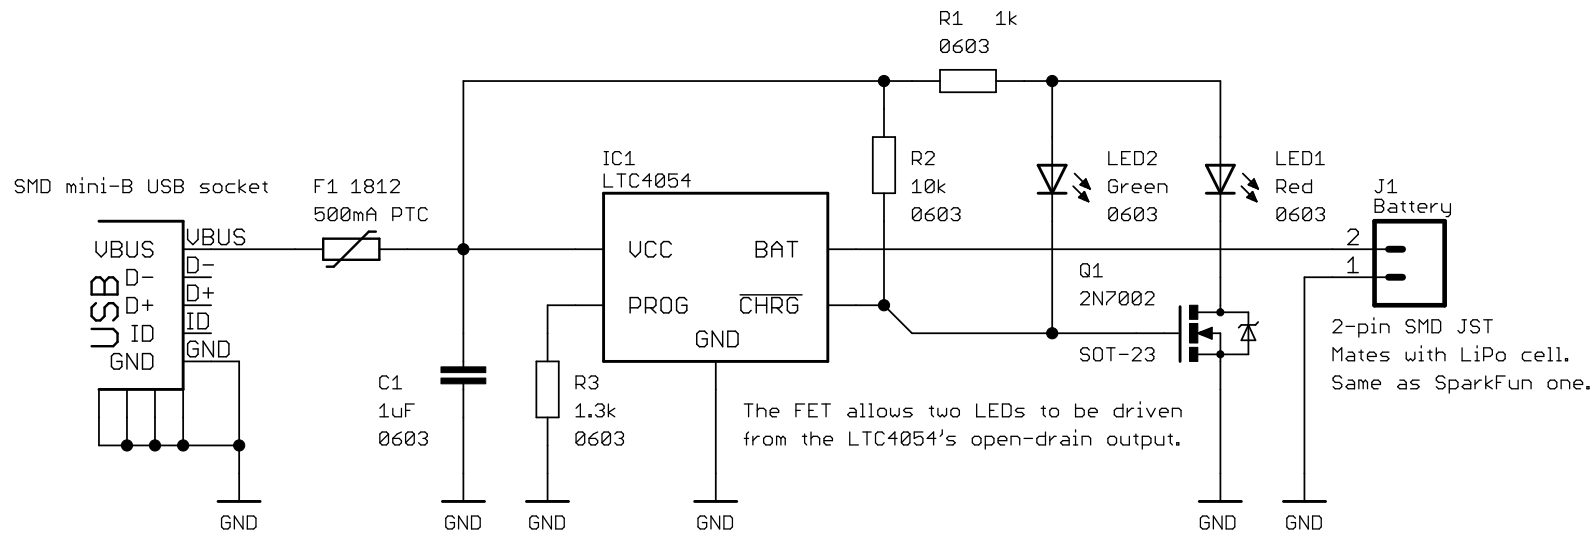 R1 1k
0603
IC1
LTC4054
R2
10k
0603
LED2
Green
0603
LED1
Red
0603
SMD mini-B USB socket
F1 1812
500mA PTC
J1
Battery
VBUS
D-
D+
ID
GND
USB
VBUS
D-
D+
ID
GND
VCC
BAT
PROG
CHRG
GND
2
1
Q1
2N7002
SOT-23
2-pin SMD JST
Mates with LiPo cell.
Same as SparkFun one.
C1
1uF
0603
R3
1.3k
0603
The FET allows two LEDs to be driven
from the LTC4054's open-drain output.
GND
GND
GND
GND
GND
GND